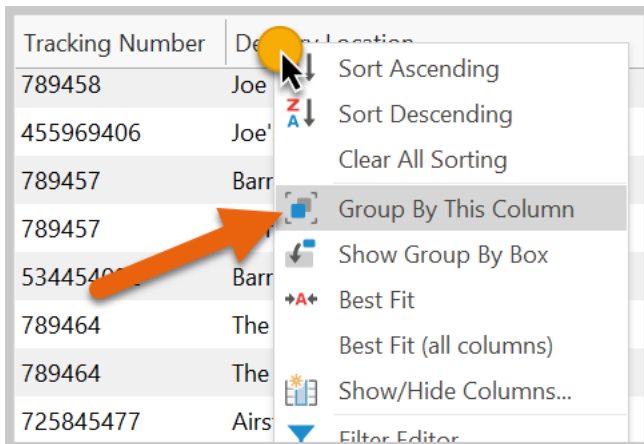 Tracking Number
789458 Joe
Sort Ascending
455969406 Joe'
Sort Descending
Clear All Sorting
789457 Barr
Group By This Column
789457
Show Group By Box
Barr
Best Fit
789464 The
Best Fit (all columns)
789464 The
Show/Hide Columns...
725845477 Airs
Filter Editor